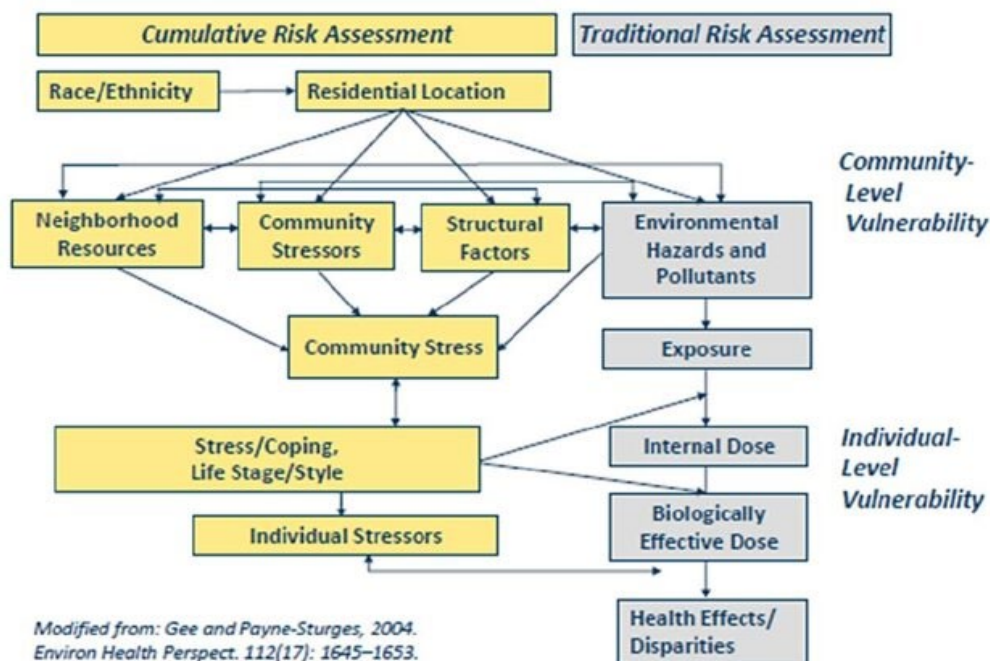 Cumulative Risk Assessment
Traditional Risk Assessment
Race/Ethnicity
Residential Location
Community-
Level
Vulnerability
Neighborhood
Resources
Community
Stressors
Structural
Factors
Environmental
Hazards and
Pollutants
Community Stress
Exposure
Stress/Coping,
Life Stage/Style
Internal Dose
Individual-
Level
Vulnerability
Individual Stressors
Biologically
Effective Dose
Health Effects/
Disparities
Modified from: Gee and Payne-Sturges, 2004.
Environ Health Perspect. 112(17): 1645–1653.